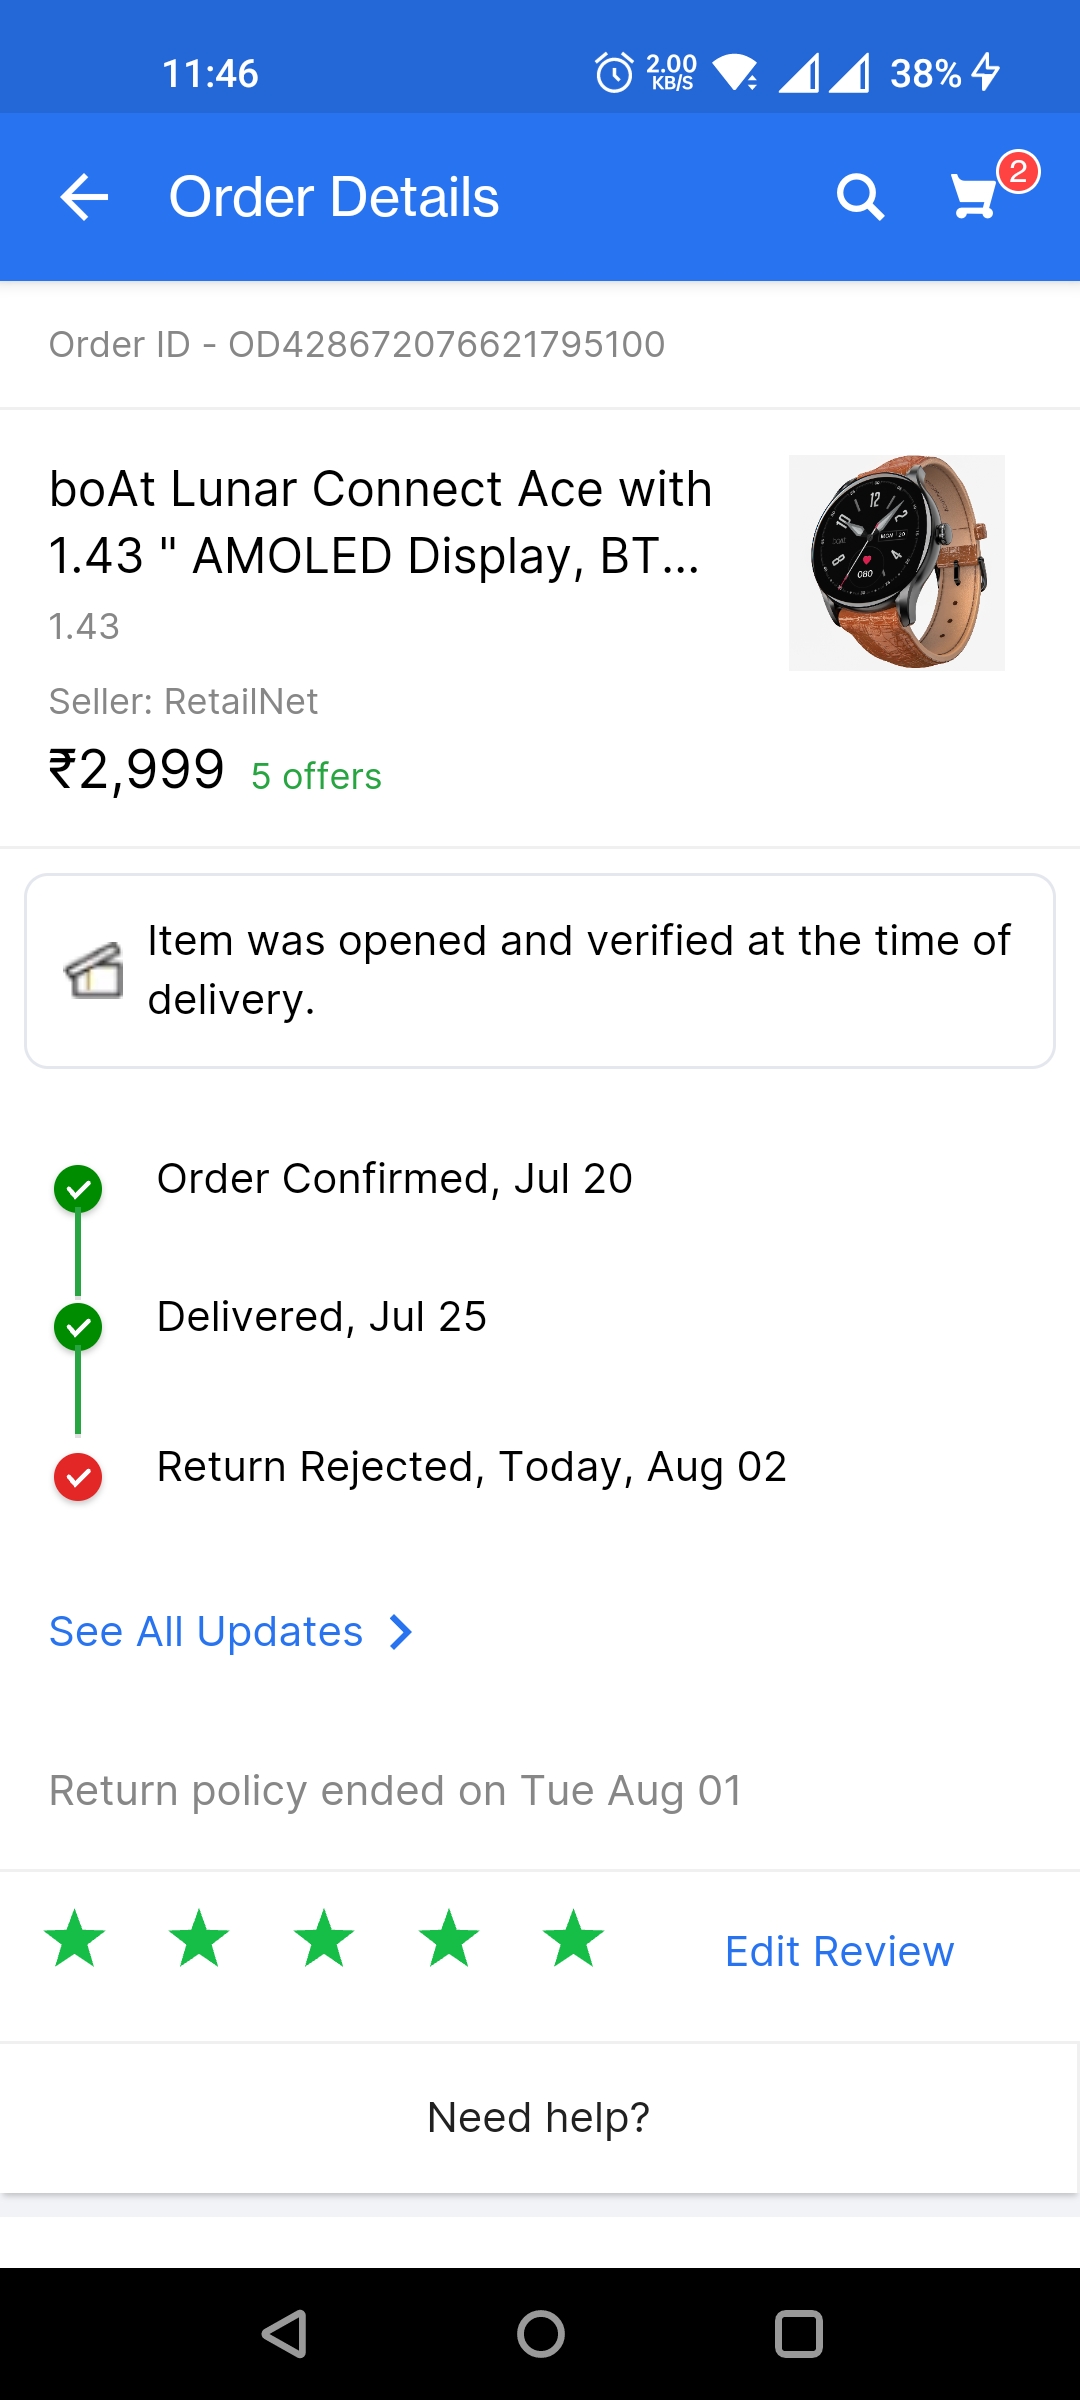 11:46
2.00 KB/S
38%
Order Details
2
Order ID - OD428672076621795100
boAt Lunar Connect Ace with
1.43 " AMOLED Display, BT...
1.43
Seller: RetailNet
₹2,999 5 offers
Item was opened and verified at the time of
delivery.
Order Confirmed, Jul 20
Delivered, Jul 25
Return Rejected, Today, Aug 02
See All Updates
Return policy ended on Tue Aug 01
Edit Review
Need help?